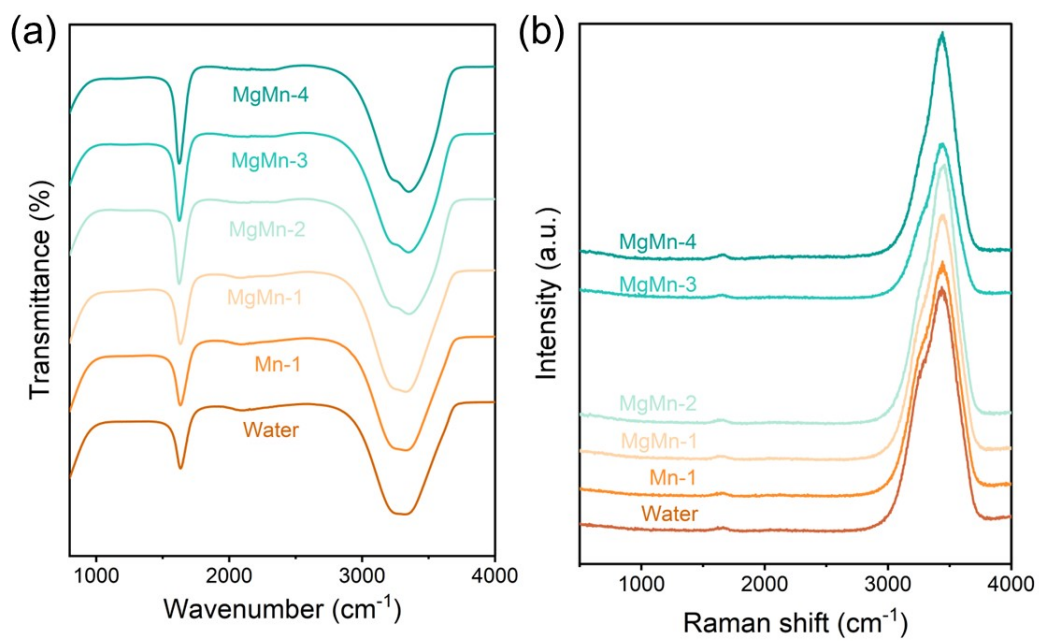 (a)
MgMn-4
MgMn-3
MgMn-2
MgMn-1
Mn-1
Water
Transmittance (%)
1000 2000 3000 4000
Wavenumber (cm⁻¹)
(b)
MgMn-4
MgMn-3
MgMn-2
MgMn-1
Mn-1
Water
Intensity (a.u.)
1000 2000 3000 4000
Raman shift (cm⁻¹)